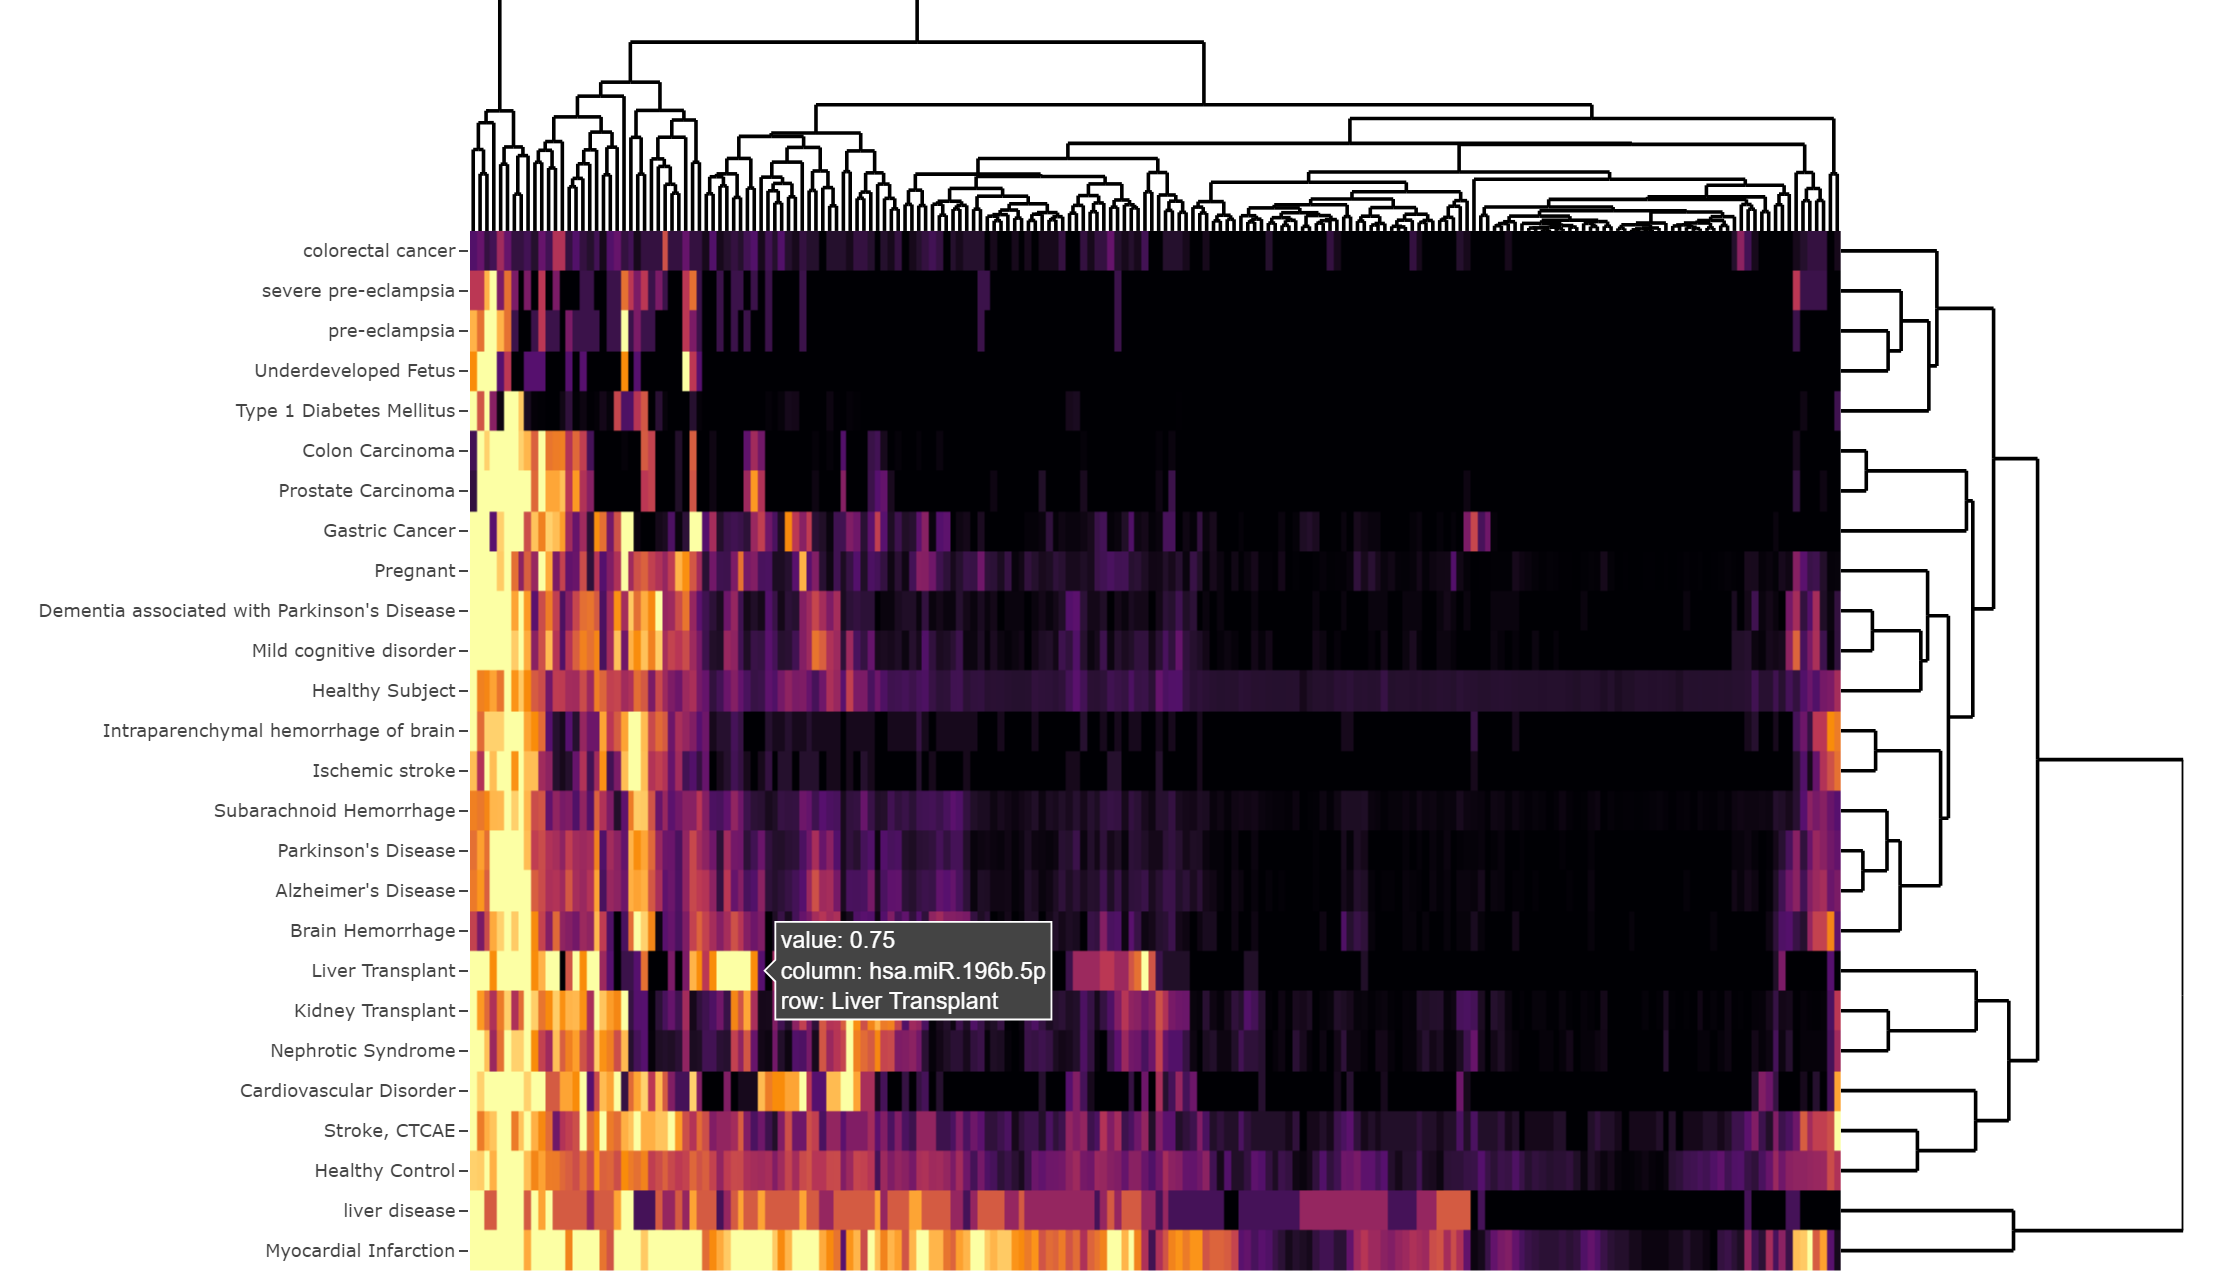 colorectal cancer
severe pre-eclampsia
pre-eclampsia
Underdeveloped Fetus
Type 1 Diabetes Mellitus
Colon Carcinoma
Prostate Carcinoma
Gastric Cancer
Pregnant
Dementia associated with Parkinson's Disease
Mild cognitive disorder
Healthy Subject
Intraparenchymal hemorrhage of brain
Ischemic stroke
Subarachnoid Hemorrhage
Parkinson's Disease
Alzheimer's Disease
Brain Hemorrhage
Liver Transplant
Kidney Transplant
Nephrotic Syndrome
Cardiovascular Disorder
Stroke, CTCAE
Healthy Control
liver disease
Myocardial Infarction
value: 0.75
column: hsa.miR.196b.5p
row: Liver Transplant